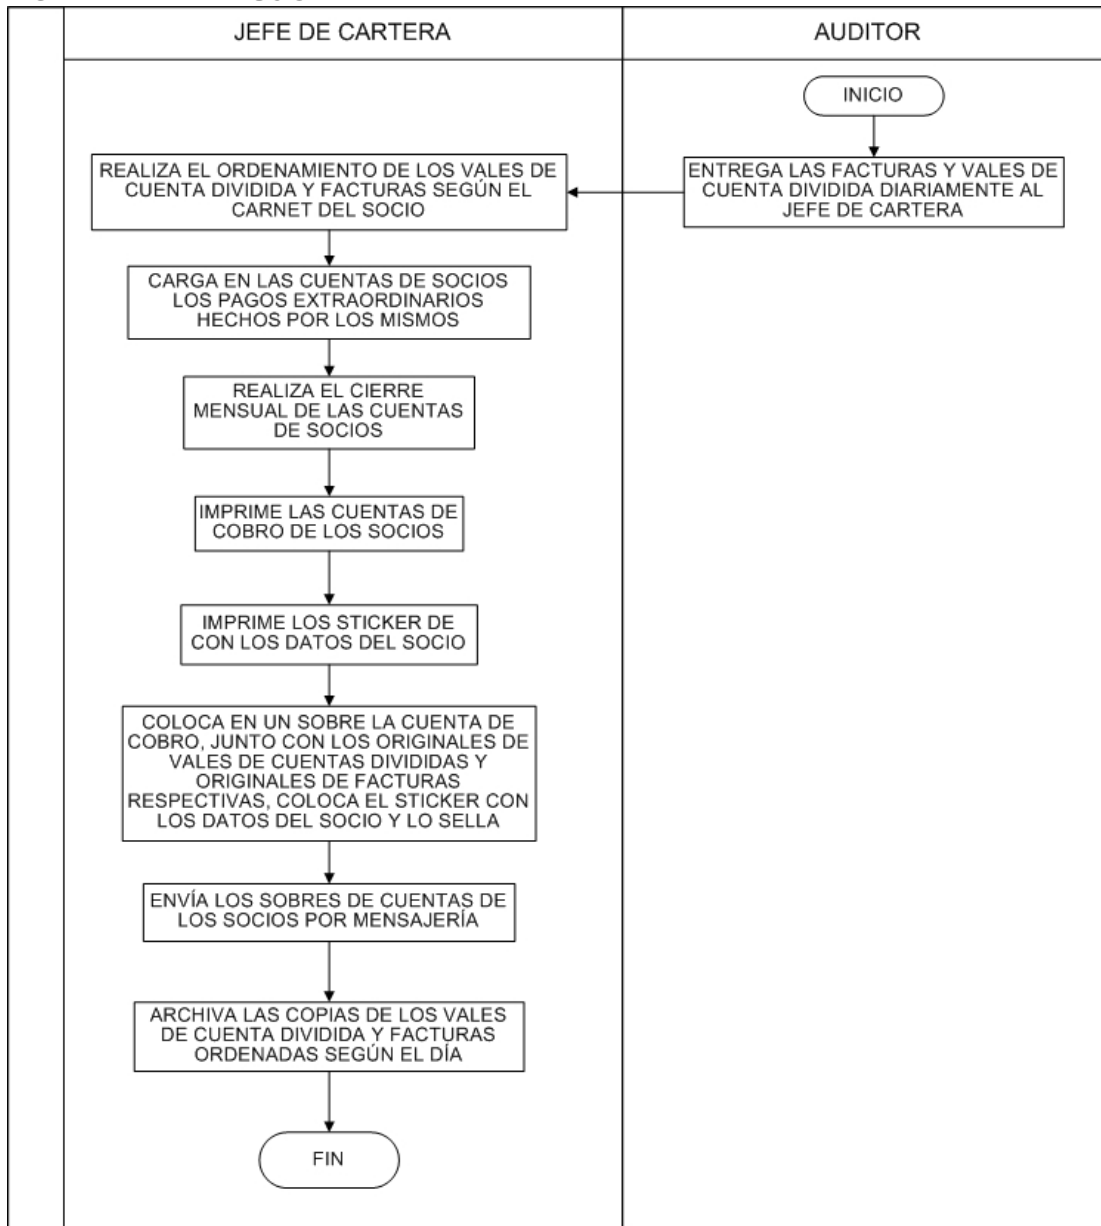 JEFE DE CARTERA
AUDITOR
INICIO
ENTREGA LAS FACTURAS Y VALES DE
CUENTA DIVIDIDA DIARIAMENTE AL
JEFE DE CARTERA
REALIZA EL ORDENAMIENTO DE LOS VALES DE
CUENTA DIVIDIDA Y FACTURAS SEGÚN EL
CARNET DEL SOCIO
CARGA EN LAS CUENTAS DE SOCIOS
LOS PAGOS EXTRAORDINARIOS
HECHOS POR LOS MISMOS
REALIZA EL CIERRE
MENSUAL DE LAS CUENTAS
DE SOCIOS
IMPRIME LAS CUENTAS DE
COBRO DE LOS SOCIOS
IMPRIME LOS STICKER DE
CON LOS DATOS DEL SOCIO
COLOCA EN UN SOBRE LA CUENTA DE
COBRO, JUNTO CON LOS ORIGINALES DE
VALES DE CUENTAS DIVIDIDAS Y
ORIGINALES DE FACTURAS
RESPECTIVAS, COLOCA EL STICKER CON
LOS DATOS DEL SOCIO Y LO SELLA
ENVÍA LOS SOBRES DE CUENTAS DE
LOS SOCIOS POR MENSAJERÍA
ARCHIVA LAS COPIAS DE LOS VALES
DE CUENTA DIVIDIDA Y FACTURAS
ORDENADAS SEGÚN EL DÍA
FIN